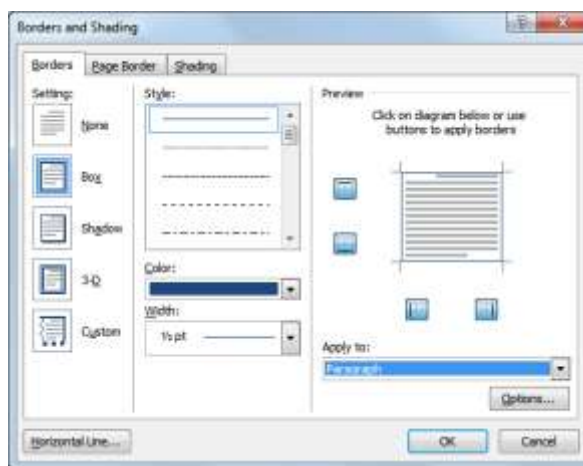 Borders and Shading
Borders
Page Border
Shading
Setting:
None
Box
Shadow
3-D
Custom
Style:
Color:
Width:
½ pt
Preview
Click on diagram below or use
buttons to apply borders
Apply to:
Paragraph
Options...
Horizontal Line...
OK
Cancel